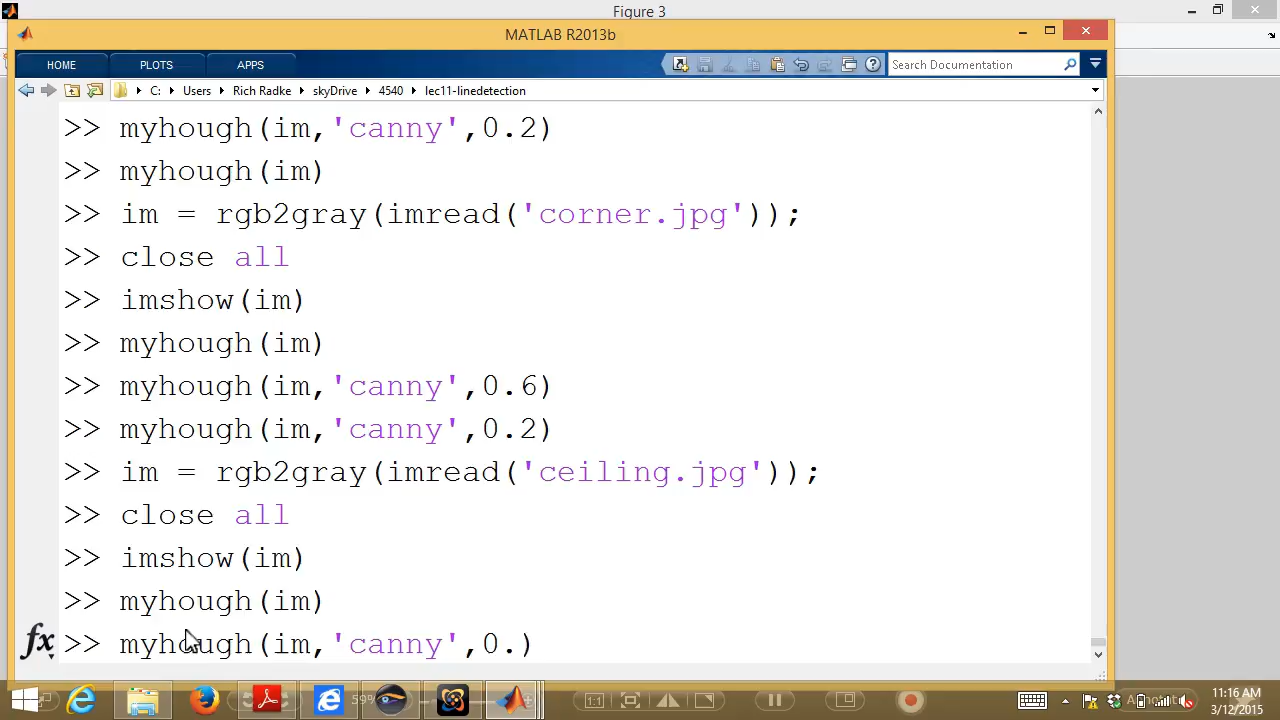 Figure 3
MATLAB R2013b
HOME PLOTS APPS Search Documentation
C: Users Rich Radke skyDrive 4540 lec11-linedetection
>> myhough(im,'canny',0.2)
>> myhough(im)
>> im = rgb2gray(imread('corner.jpg'));
>> close all
>> imshow(im)
>> myhough(im)
>> myhough(im,'canny',0.6)
>> myhough(im,'canny',0.2)
>> im = rgb2gray(imread('ceiling.jpg'));
>> close all
>> imshow(im)
>> myhough(im)
fx >> myhough(im,'canny',0.)
59%
1:1
11:16 AM
3/12/2015